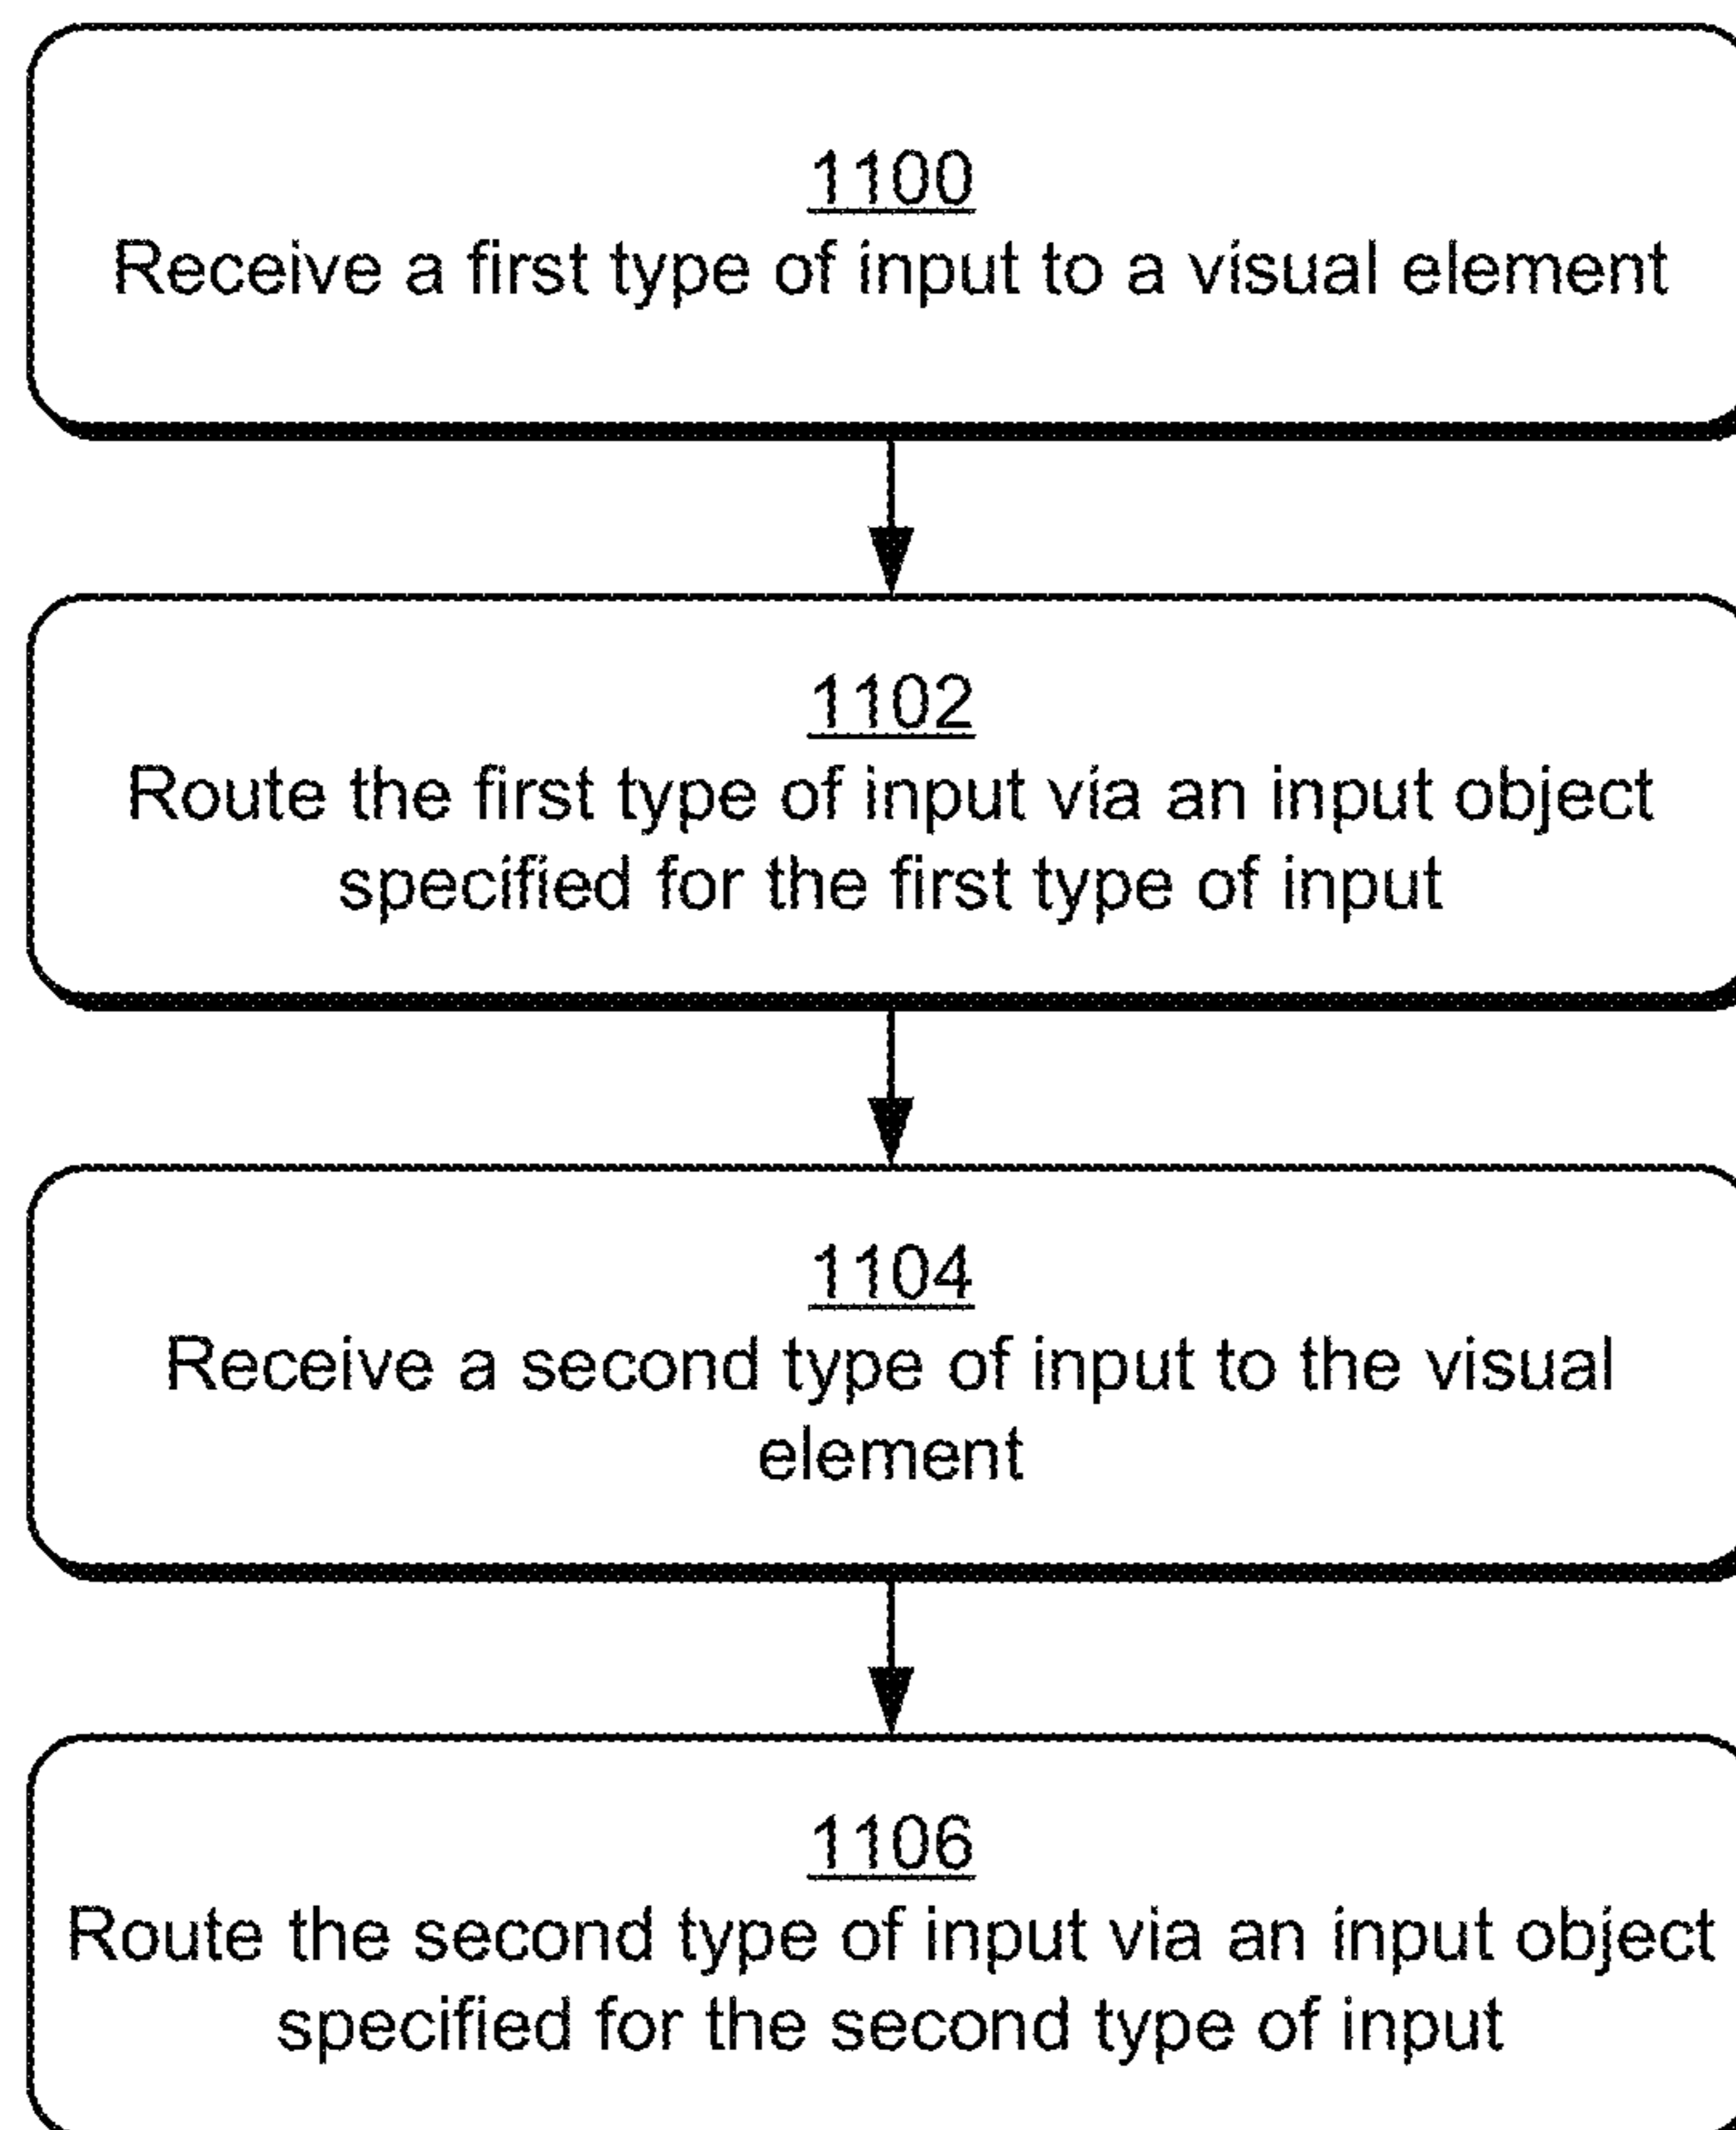 1100
Receive a first type of input to a visual element
1102
Route the first type of input via an input object
specified for the first type of input
1104
Receive a second type of input to the visual
element
1106
Route the second type of input via an input object
specified for the second type of input